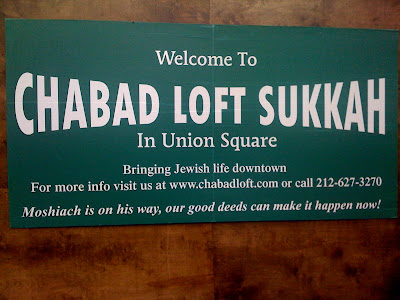 Welcome To
CHABAD LOFT SUKKAH
In Union Square
Bringing Jewish life downtown
For more info visit us at www.chabadloft.com or call 212-627-3270
Moshiach is on his way, our good deeds can make it happen now!